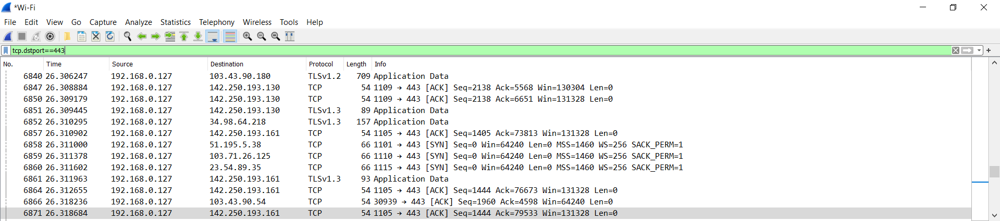 *Wi-Fi
File Edit View Go Capture Analyze Statistics Telephony Wireless Tools Help
tcp.dstport==443
No. Time Source Destination Protocol Length Info
6840 26.306247 192.168.0.127 103.43.90.180 TLSv1.2 709 Application Data
6847 26.308884 192.168.0.127 142.250.193.130 TCP 54 1109 → 443 [ACK] Seq=2138 Ack=5568 Win=130304 Len=0
6850 26.309179 192.168.0.127 142.250.193.130 TCP 54 1109 → 443 [ACK] Seq=2138 Ack=6651 Win=131328 Len=0
6851 26.309445 192.168.0.127 142.250.193.130 TLSv1.3 89 Application Data
6852 26.310295 192.168.0.127 34.98.64.218 TLSv1.3 157 Application Data
6857 26.310902 192.168.0.127 142.250.193.161 TCP 54 1105 → 443 [ACK] Seq=1405 Ack=73813 Win=131328 Len=0
6858 26.311000 192.168.0.127 51.195.5.38 TCP 66 1101 → 443 [SYN] Seq=0 Win=64240 Len=0 MSS=1460 WS=256 SACK_PERM=1
6859 26.311378 192.168.0.127 103.71.26.125 TCP 66 1110 → 443 [SYN] Seq=0 Win=64240 Len=0 MSS=1460 WS=256 SACK_PERM=1
6860 26.311602 192.168.0.127 23.54.89.35 TCP 66 1115 → 443 [SYN] Seq=0 Win=64240 Len=0 MSS=1460 WS=256 SACK_PERM=1
6861 26.311963 192.168.0.127 142.250.193.161 TLSv1.3 93 Application Data
6864 26.312655 192.168.0.127 142.250.193.161 TCP 54 1105 → 443 [ACK] Seq=1444 Ack=76673 Win=131328 Len=0
6866 26.318236 192.168.0.127 103.43.90.54 TCP 54 30939 → 443 [ACK] Seq=1960 Ack=4598 Win=64240 Len=0
6871 26.318684 192.168.0.127 142.250.193.161 TCP 54 1105 → 443 [ACK] Seq=1444 Ack=79533 Win=131328 Len=0